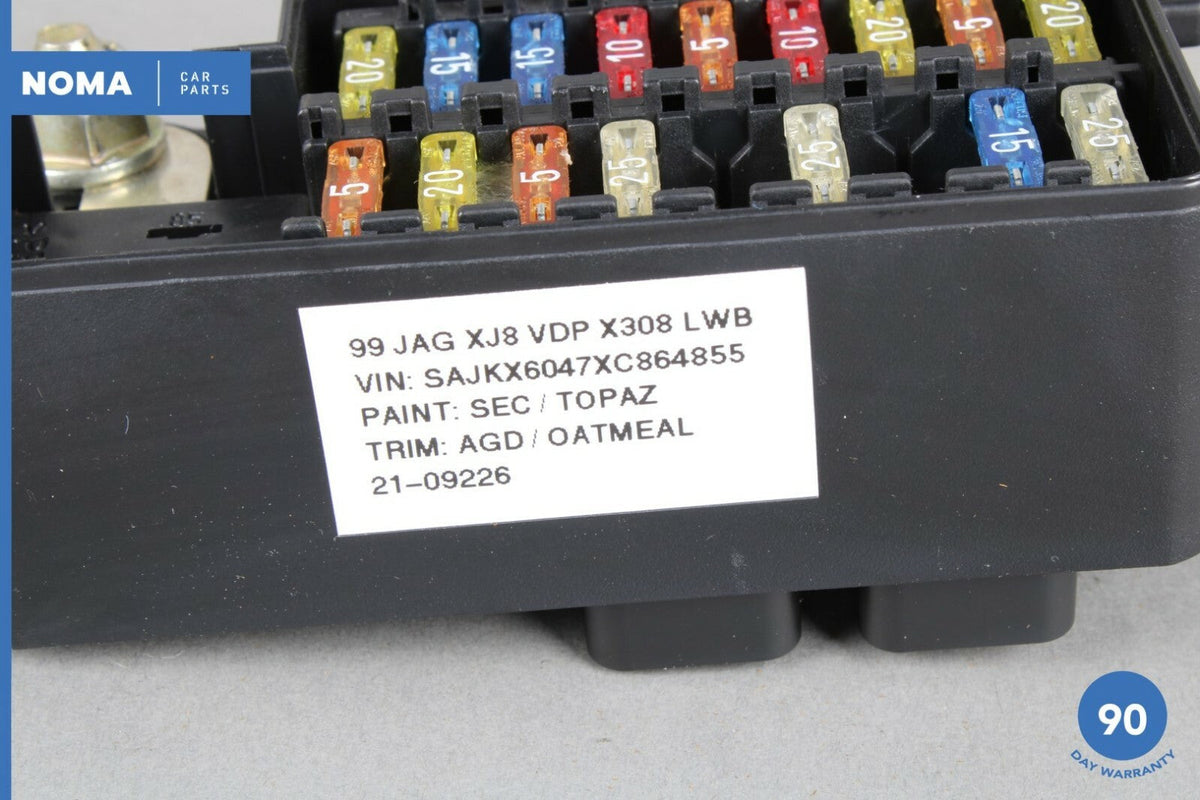 NOMA CAR
PARTS
20 15 15 10 5 10 20 5 20
5 20 5 25 25 15 25
99 JAG XJ8 VDP X308 LWB
VIN: SAJKX6047XC864855
PAINT: SEC / TOPAZ
TRIM: AGD / OATMEAL
21-09226
90
DAY WARRANTY